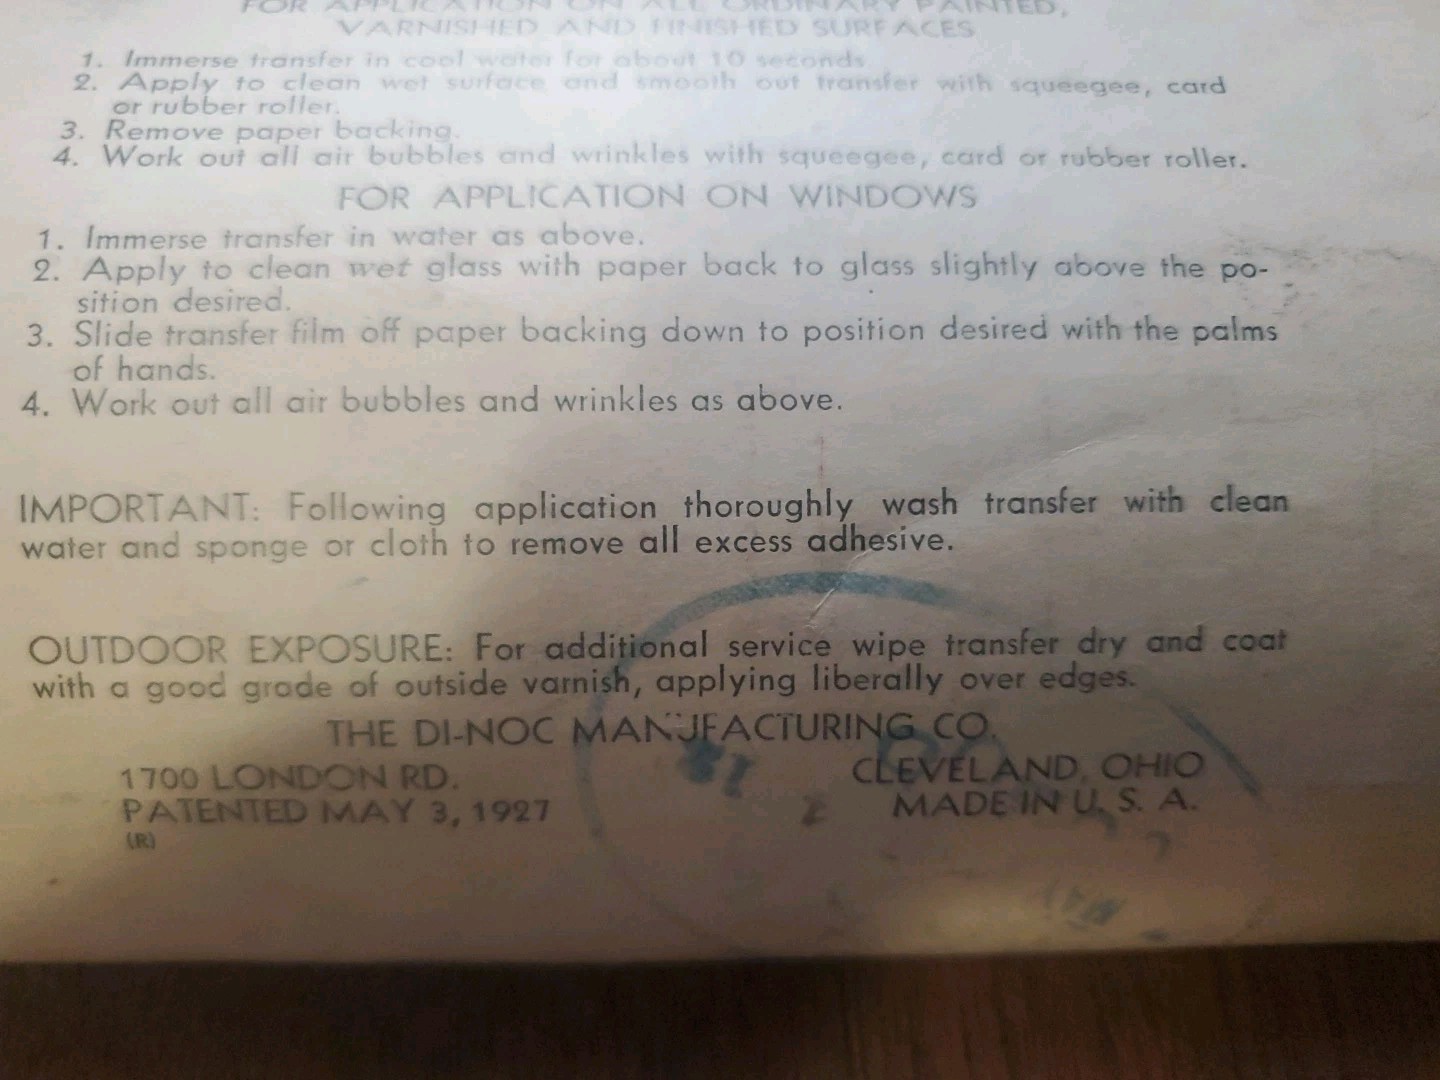 FOR APPLICATION ON ALL ORDINARY PAINTED,
VARNISHED AND FINISHED SURFACES
1. Immerse transfer in cool water for about 10 seconds.
2. Apply to clean wet surface and smooth out transfer with squeegee, card
or rubber roller.
3. Remove paper backing.
4. Work out all air bubbles and wrinkles with squeegee, card or rubber roller.
FOR APPLICATION ON WINDOWS
1. Immerse transfer in water as above.
2. Apply to clean wet glass with paper back to glass slightly above the po-
sition desired.
3. Slide transfer film off paper backing down to position desired with the palms
of hands.
4. Work out all air bubbles and wrinkles as above.
IMPORTANT: Following application thoroughly wash transfer with clean
water and sponge or cloth to remove all excess adhesive.
OUTDOOR EXPOSURE: For additional service wipe transfer dry and coat
with a good grade of outside varnish, applying liberally over edges.
THE DI-NOC MANUFACTURING CO.
1700 LONDON RD. CLEVELAND, OHIO
PATENTED MAY 3, 1927 MADE IN U. S. A.
(R)